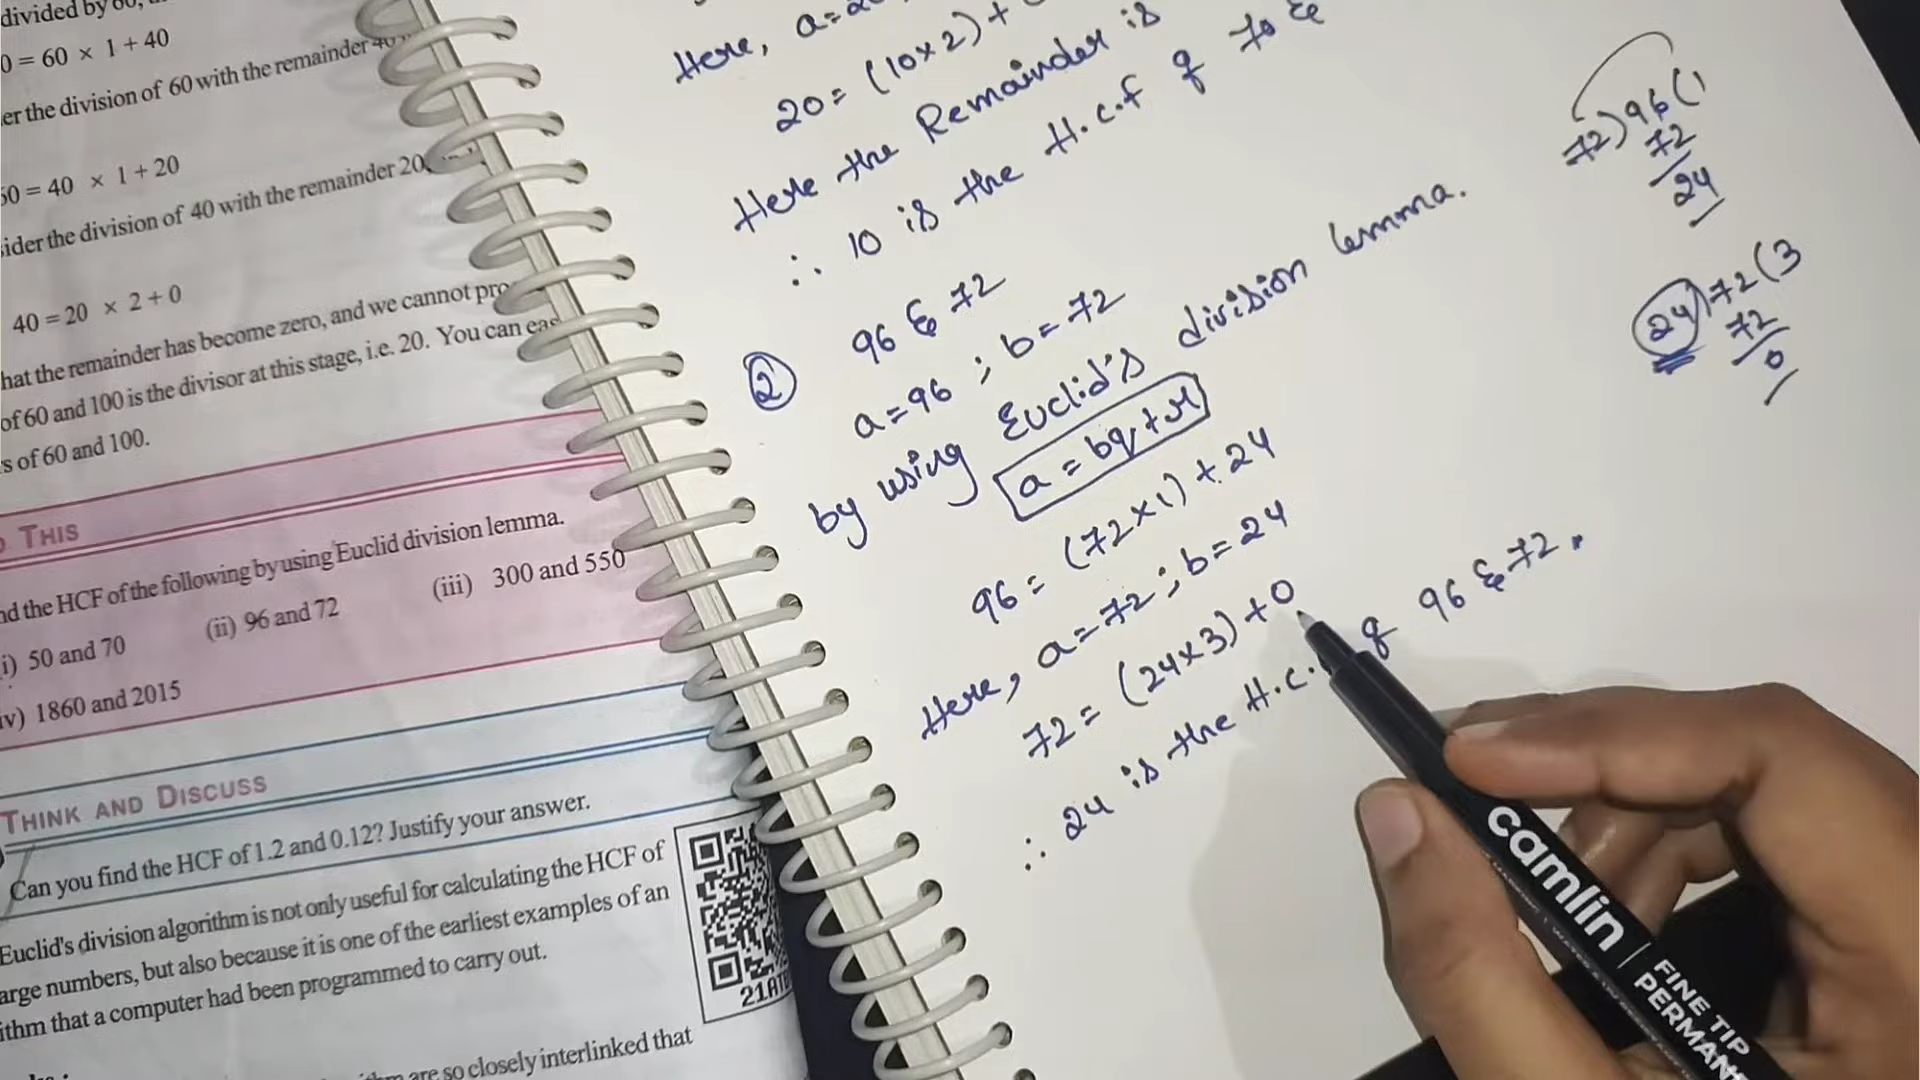 divided by 60,
0 = 60 × 1 + 40
er the division of 60 with the remainder 40
60 = 40 × 1 + 20
sider the division of 40 with the remainder 20,
40 = 20 × 2 + 0
hat the remainder has become zero, and we cannot pro
of 60 and 100 is the divisor at this stage, i.e. 20. You can eas
s of 60 and 100.
THIS
nd the HCF of the following by using Euclid division lemma.
i) 50 and 70 (ii) 96 and 72 (iii) 300 and 550
iv) 1860 and 2015
THINK AND DISCUSS
Can you find the HCF of 1.2 and 0.12? Justify your answer.
Euclid's division algorithm is not only useful for calculating the HCF of
arge numbers, but also because it is one of the earliest examples of an
ithm that a computer had been programmed to carry out.
are so closely interlinked that
Here, a=20
20 = (10×2) +
Here the Remainder is
∴ 10 is the H.c.f of 70 &
② 96 & 72
a=96 ; b=72
by using Euclid's division lemma.
a = bq+r
96 = (72×1) + 24
Here, a=72 ; b=24
72 = (24×3) + 0
∴ 24 is the H.c. of 96 & 72.
72)96(1
72
24
24)72(3
72
0
camlin
FINE TIP
PERMAN